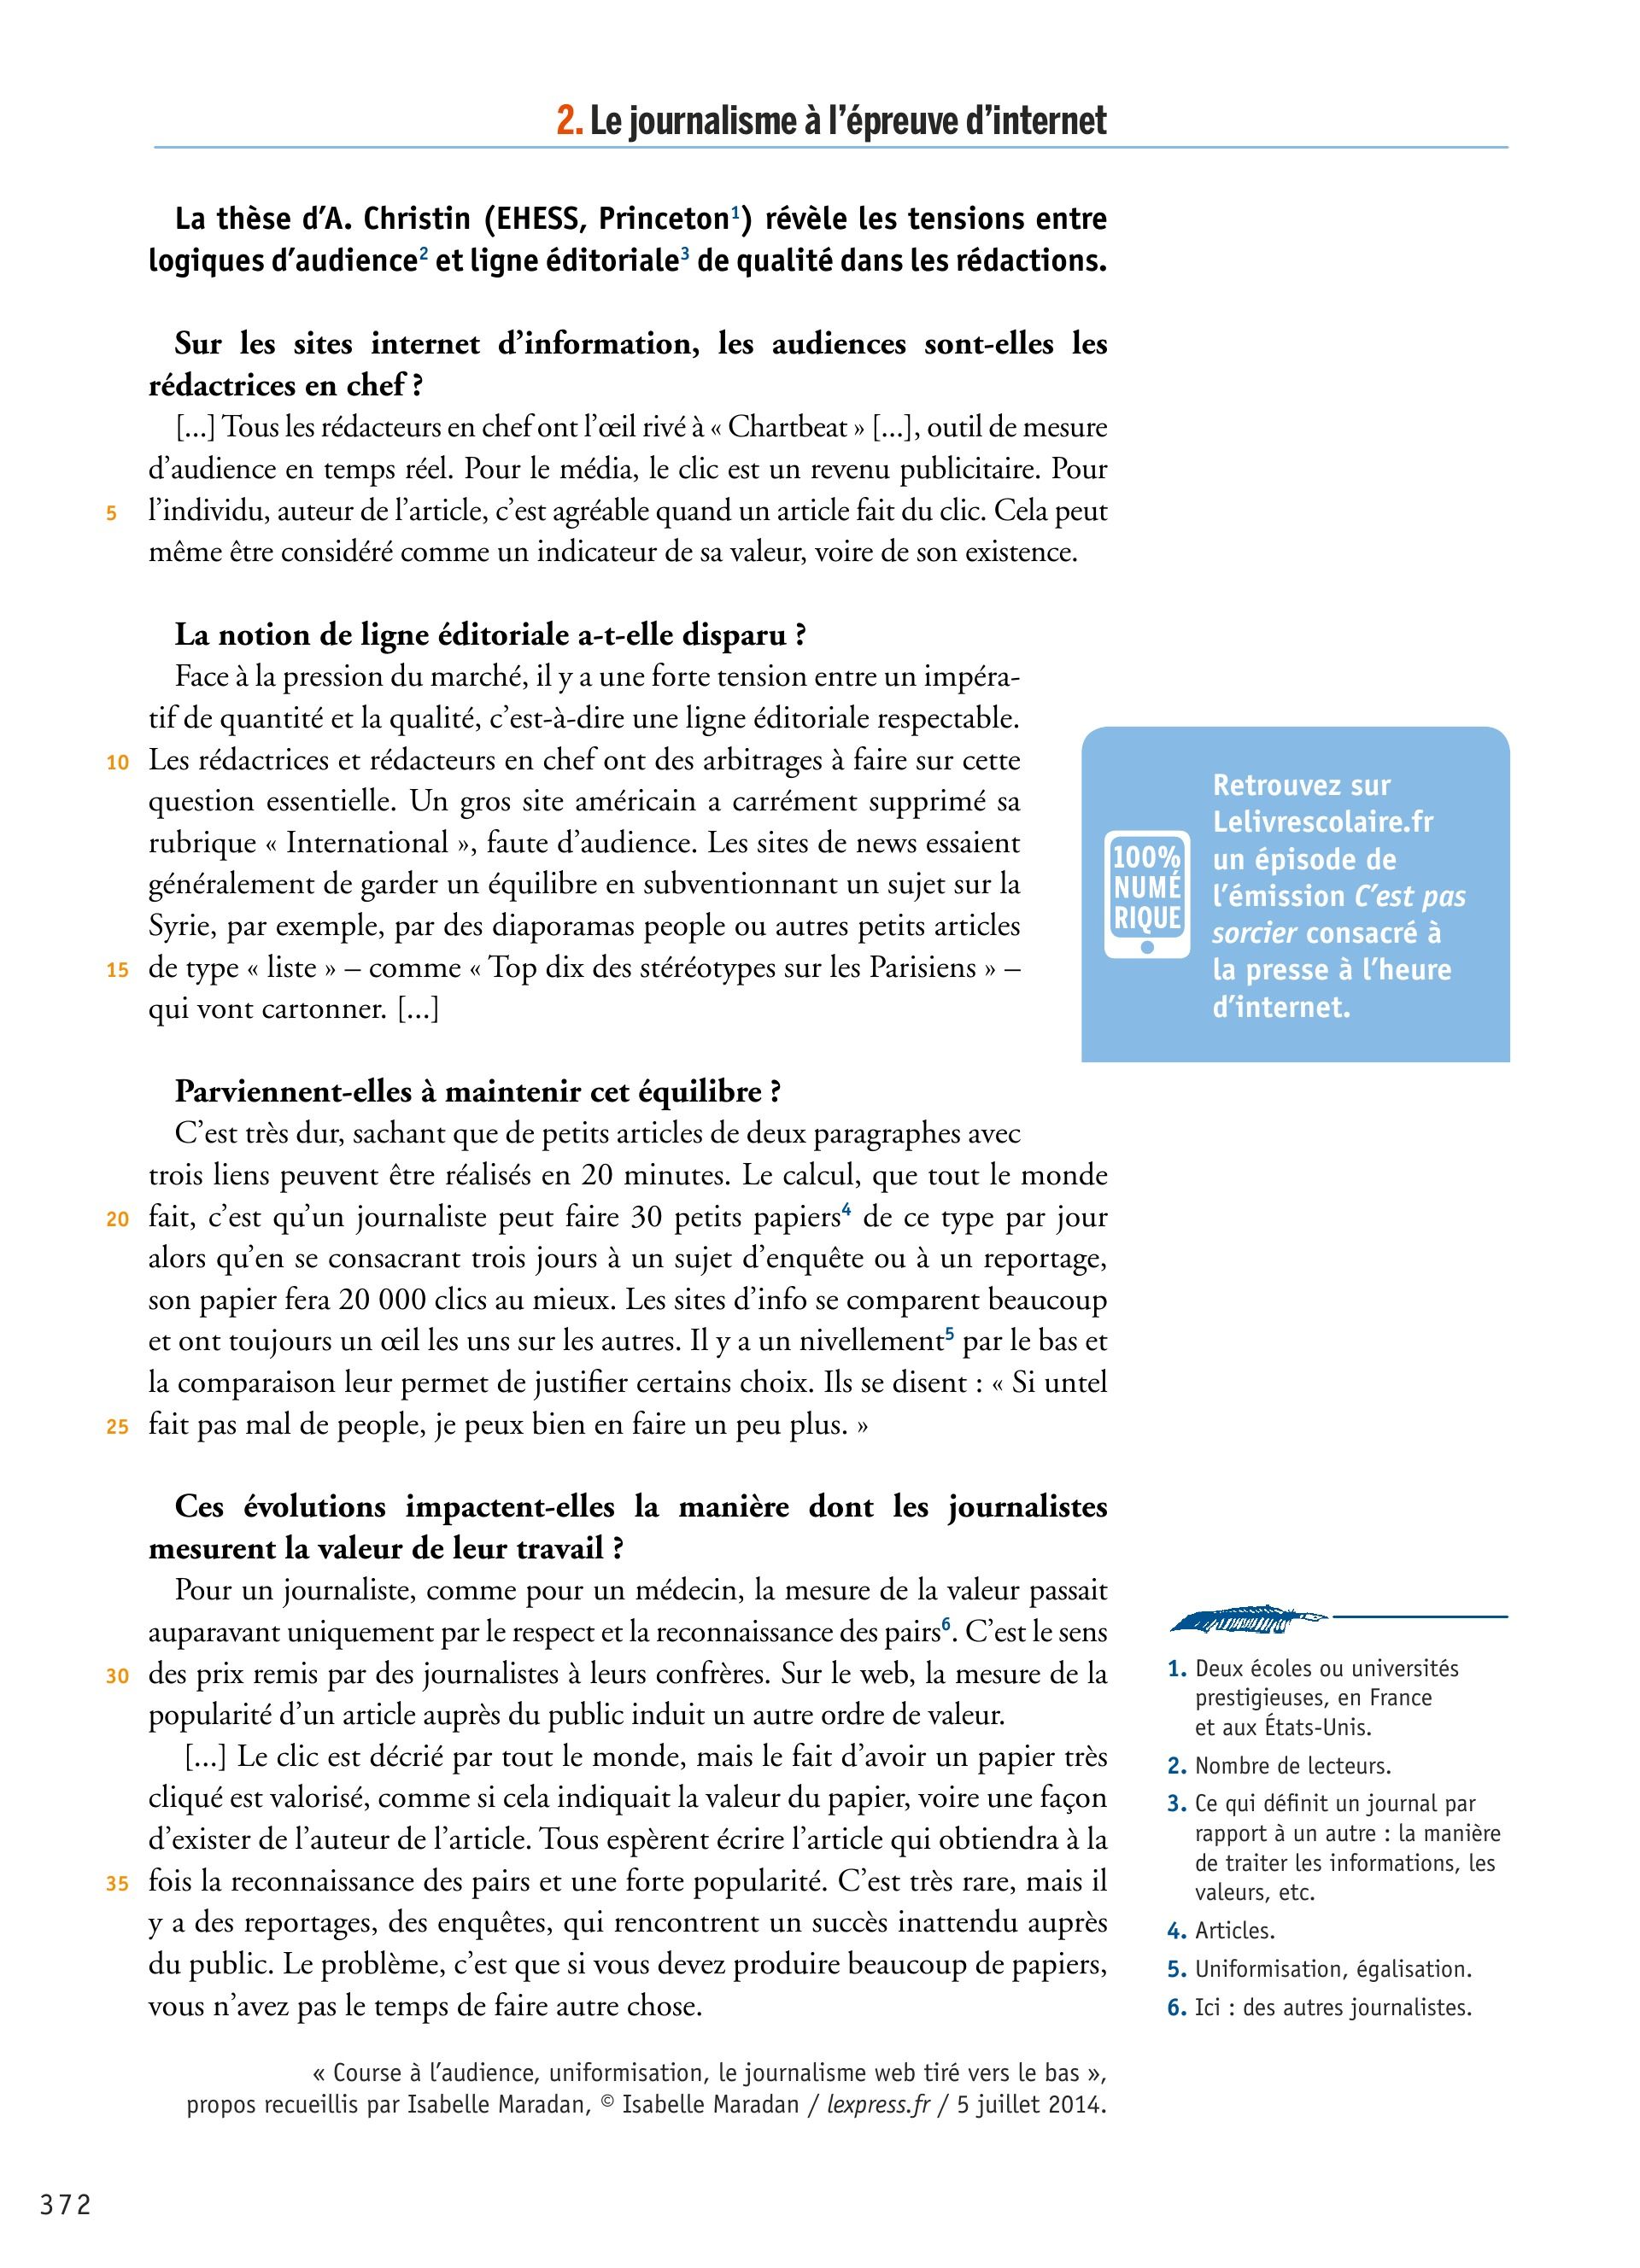 2. Le journalisme à l'épreuve d'internet
La thèse d'A. Christin (EHESS, Princeton1) révèle les tensions entre
logiques d'audience2 et ligne éditoriale3 de qualité dans les rédactions.
Sur les sites internet d'information, les audiences sont-elles les
rédactrices en chef ?
[...] Tous les rédacteurs en chef ont l'œil rivé à « Chartbeat » [...], outil de mesure
d'audience en temps réel. Pour le média, le clic est un revenu publicitaire. Pour
5 l'individu, auteur de l'article, c'est agréable quand un article fait du clic. Cela peut
même être considéré comme un indicateur de sa valeur, voire de son existence.
La notion de ligne éditoriale a-t-elle disparu ?
Face à la pression du marché, il y a une forte tension entre un impéra-
tif de quantité et la qualité, c'est-à-dire une ligne éditoriale respectable.
10 Les rédactrices et rédacteurs en chef ont des arbitrages à faire sur cette
question essentielle. Un gros site américain a carrément supprimé sa
rubrique « International », faute d'audience. Les sites de news essaient
généralement de garder un équilibre en subventionnant un sujet sur la
Syrie, par exemple, par des diaporamas people ou autres petits articles
15 de type « liste » – comme « Top dix des stéréotypes sur les Parisiens » –
qui vont cartonner. [...]
Parviennent-elles à maintenir cet équilibre ?
C'est très dur, sachant que de petits articles de deux paragraphes avec
trois liens peuvent être réalisés en 20 minutes. Le calcul, que tout le monde
20 fait, c'est qu'un journaliste peut faire 30 petits papiers4 de ce type par jour
alors qu'en se consacrant trois jours à un sujet d'enquête ou à un reportage,
son papier fera 20 000 clics au mieux. Les sites d'info se comparent beaucoup
et ont toujours un œil les uns sur les autres. Il y a un nivellement5 par le bas et
la comparaison leur permet de justifier certains choix. Ils se disent : « Si untel
25 fait pas mal de people, je peux bien en faire un peu plus. »
Ces évolutions impactent-elles la manière dont les journalistes
mesurent la valeur de leur travail ?
Pour un journaliste, comme pour un médecin, la mesure de la valeur passait
auparavant uniquement par le respect et la reconnaissance des pairs6. C'est le sens
30 des prix remis par des journalistes à leurs confrères. Sur le web, la mesure de la
popularité d'un article auprès du public induit un autre ordre de valeur.
[...] Le clic est décrié par tout le monde, mais le fait d'avoir un papier très
cliqué est valorisé, comme si cela indiquait la valeur du papier, voire une façon
d'exister de l'auteur de l'article. Tous espèrent écrire l'article qui obtiendra à la
35 fois la reconnaissance des pairs et une forte popularité. C'est très rare, mais il
y a des reportages, des enquêtes, qui rencontrent un succès inattendu auprès
du public. Le problème, c'est que si vous devez produire beaucoup de papiers,
vous n'avez pas le temps de faire autre chose.
« Course à l'audience, uniformisation, le journalisme web tiré vers le bas »,
propos recueillis par Isabelle Maradan, © Isabelle Maradan / lexpress.fr / 5 juillet 2014.
100%
NUMÉ
RIQUE
Retrouvez sur
Lelivrescolaire.fr
un épisode de
l'émission C'est pas
sorcier consacré à
la presse à l'heure
d'internet.
1. Deux écoles ou universités
prestigieuses, en France
et aux États-Unis.
2. Nombre de lecteurs.
3. Ce qui définit un journal par
rapport à un autre : la manière
de traiter les informations, les
valeurs, etc.
4. Articles.
5. Uniformisation, égalisation.
6. Ici : des autres journalistes.
372